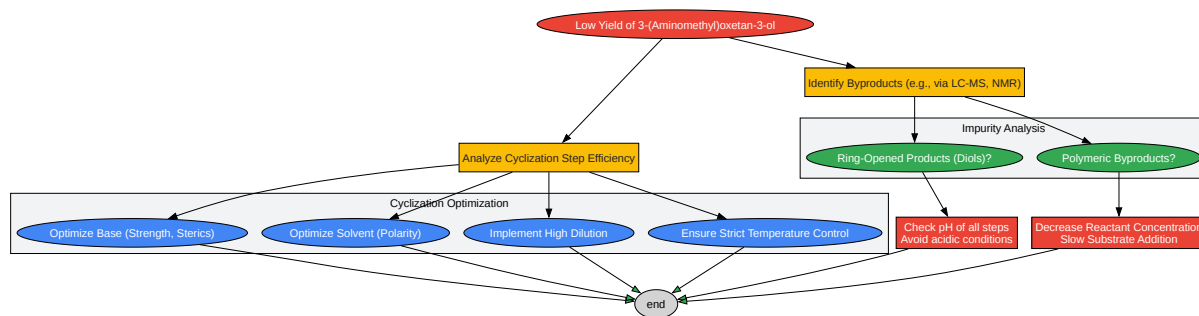 Low Yield of 3-(Aminomethyl)oxetan-3-ol
Identify Byproducts (e.g., via LC-MS, NMR)
Impurity Analysis
Analyze Cyclization Step Efficiency
Ring-Opened Products (Diols)?
Polymeric Byproducts?
Cyclization Optimization
Optimize Base (Strength, Sterics)
Optimize Solvent (Polarity)
Implement High Dilution
Ensure Strict Temperature Control
Check pH of all steps
Avoid acidic conditions
Decrease Reactant Concentration
Slow Substrate Addition
end